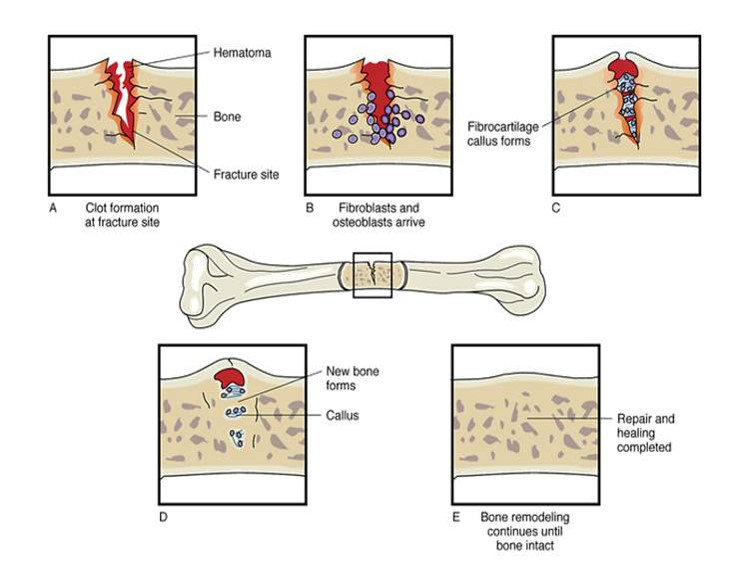 Hematoma
Bone
Fracture site
A Clot formation
at fracture site
B Fibroblasts and
osteoblasts arrive
Fibrocartilage
callus forms
C
New bone
forms
Callus
D
Repair and
healing
completed
E Bone remodeling
continues until
bone intact